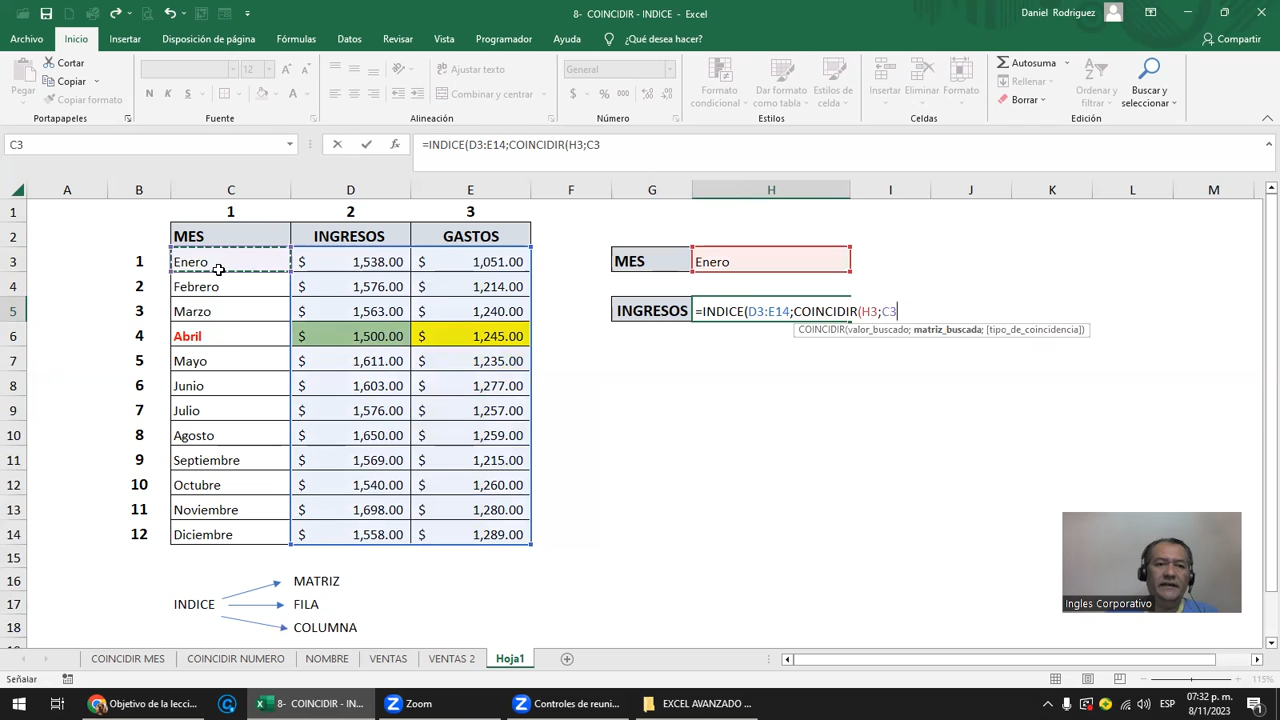 8- COINCIDIR - INDICE - Excel
Daniel Rodriguez
Archivo Inicio Insertar Disposición de página Fórmulas Datos Revisar Vista Programador Ayuda ¿Qué desea hacer? Compartir
Pegar
Cortar
Copiar
Copiar formato
Portapapeles
12
N K S
Fuente
Ajustar texto
Combinar y centrar
Alineación
General
$ % 000
Número
Formato condicional
Dar formato como tabla
Estilos de celda
Estilos
Insertar Eliminar Formato
Celdas
Autosuma
Rellenar
Borrar
Ordenar y filtrar
Buscar y seleccionar
Edición
C3 fx =INDICE(D3:E14;COINCIDIR(H3;C3
A B C D E F G H I J K L M
1 1 2 3
2 MES INGRESOS GASTOS
3 1 Enero $ 1,538.00 $ 1,051.00 MES Enero
4 2 Febrero $ 1,576.00 $ 1,214.00
5 3 Marzo $ 1,563.00 $ 1,240.00 INGRESOS =INDICE(D3:E14;COINCIDIR(H3;C3
COINCIDIR(valor_buscado; matriz_buscada; [tipo_de_coincidencia])
6 4 Abril $ 1,500.00 $ 1,245.00
7 5 Mayo $ 1,611.00 $ 1,235.00
8 6 Junio $ 1,603.00 $ 1,277.00
9 7 Julio $ 1,576.00 $ 1,257.00
10 8 Agosto $ 1,650.00 $ 1,259.00
11 9 Septiembre $ 1,569.00 $ 1,215.00
12 10 Octubre $ 1,540.00 $ 1,260.00
13 11 Noviembre $ 1,698.00 $ 1,280.00
14 12 Diciembre $ 1,558.00 $ 1,289.00
15
16 MATRIZ
17 INDICE FILA
18 COLUMNA
Ingles Corporativo
COINCIDIR MES COINCIDIR NUMERO NOMBRE VENTAS VENTAS 2 Hoja1
Señalar
115%
Objetivo de la lecci...
8- COINCIDIR - IN...
Zoom
Controles de reuni...
EXCEL AVANZADO ...
ESP
07:32 p. m.
8/11/2023